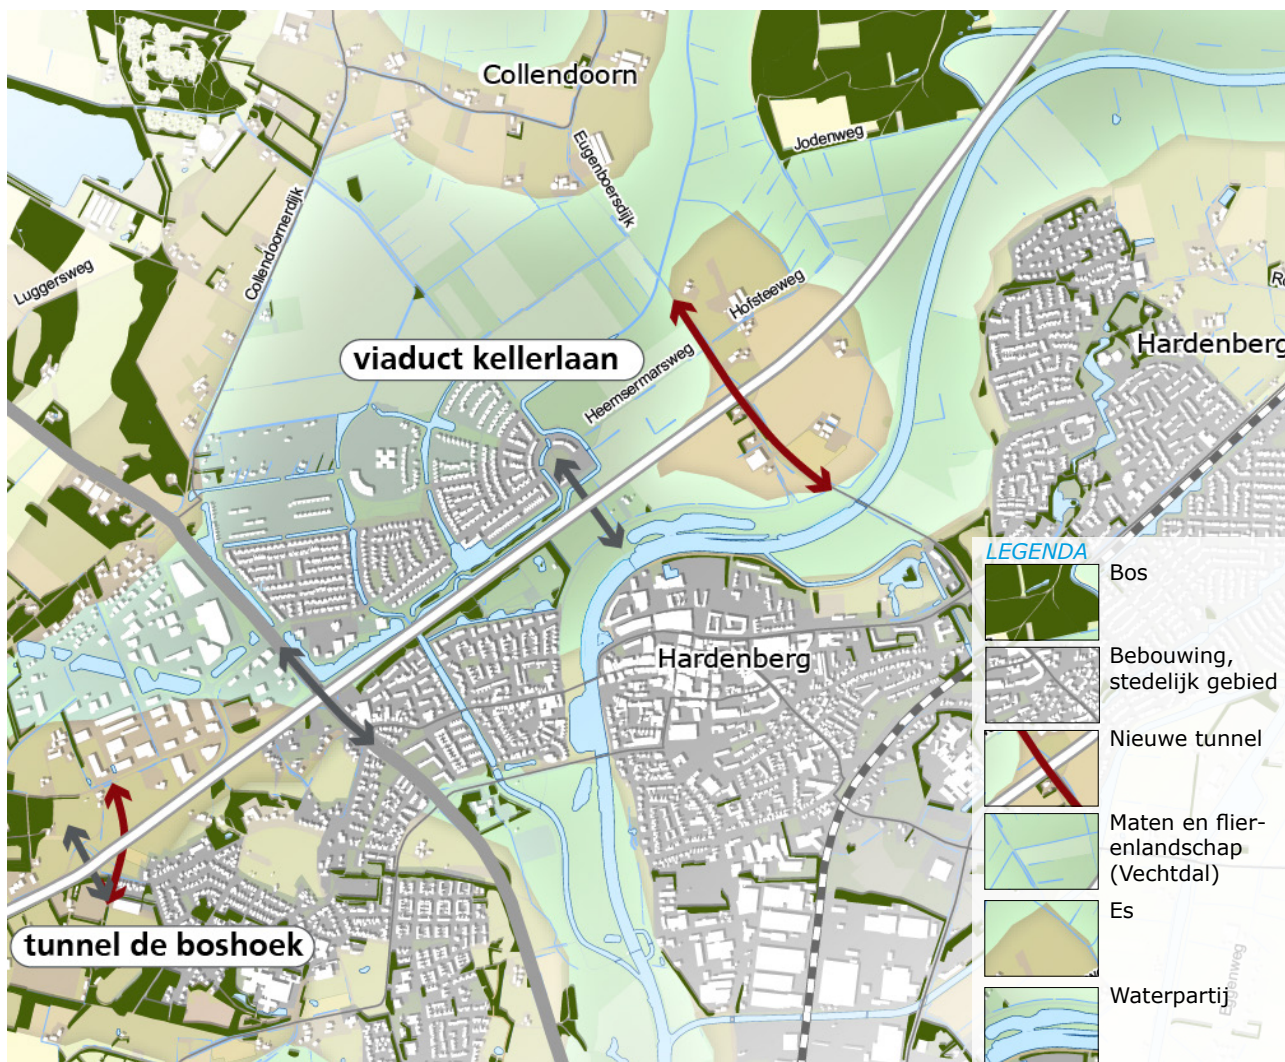 Collendoorn
Jodenweg
Eugenboersdijk
Collendoornerdijk
Luggersweg
Hofsteeweg
Heemsermarsweg
viaduct kellerlaan
Hardenberg
Hardenberg
LEGENDA
Bos
Bebouwing,
stedelijk gebied
Nieuwe tunnel
Maten en flier-
enlandschap
(Vechtdal)
Es
Waterpartij
tunnel de boshoek